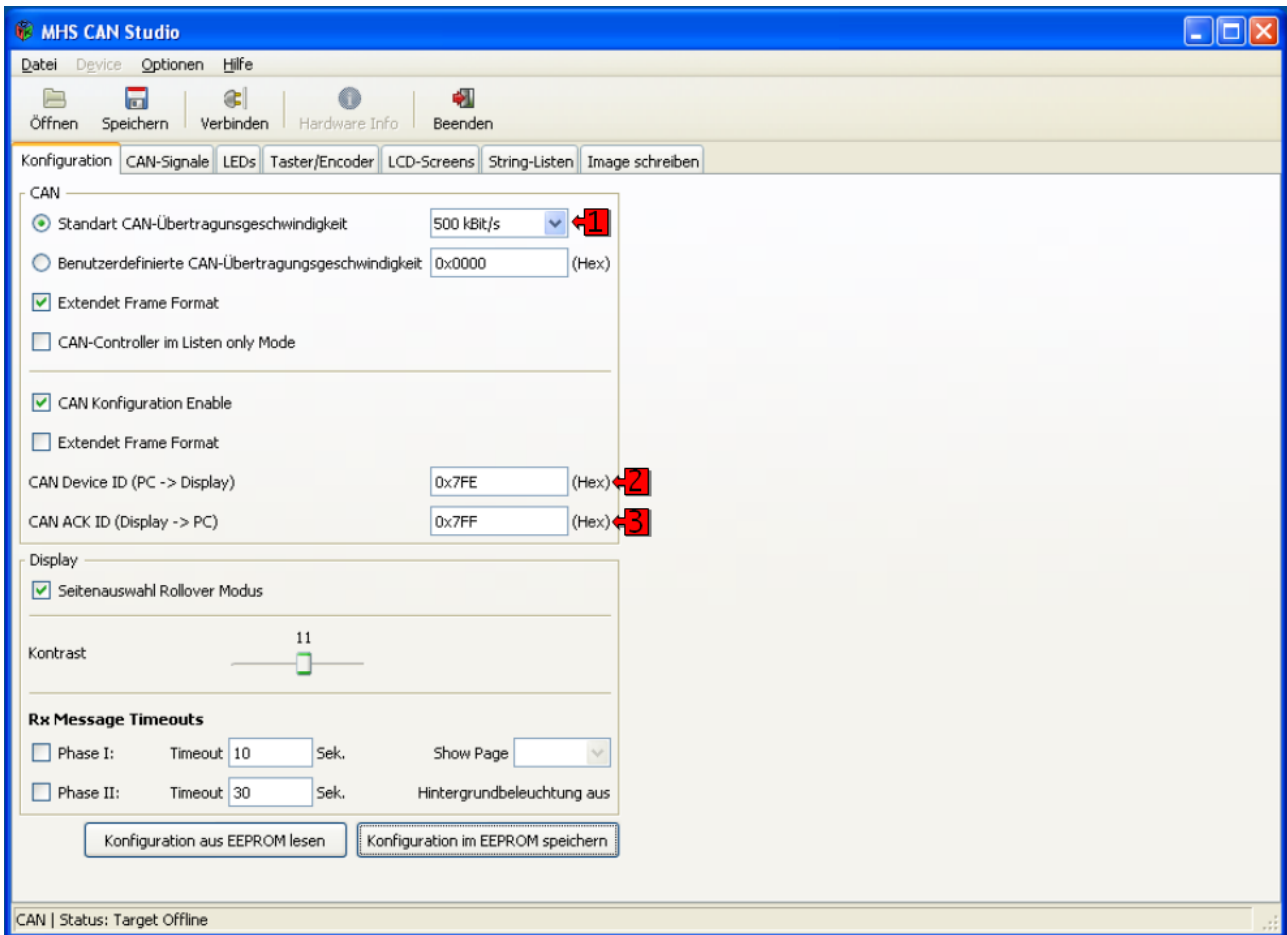 MHS CAN Studio
Datei Device Optionen Hilfe
Öffnen Speichern Verbinden Hardware Info Beenden
Konfiguration CAN-Signale LEDs Taster/Encoder LCD-Screens String-Listen Image schreiben
CAN
Standart CAN-Übertragunsgeschwindigkeit 500 kBit/s 1
Benutzerdefinierte CAN-Übertragungsgeschwindigkeit 0x0000 (Hex)
Extendet Frame Format
CAN-Controller im Listen only Mode
CAN Konfiguration Enable
Extendet Frame Format
CAN Device ID (PC -> Display) 0x7FE (Hex) 2
CAN ACK ID (Display -> PC) 0x7FF (Hex) 3
Display
Seitenauswahl Rollover Modus
11
Kontrast
Rx Message Timeouts
Phase I: Timeout 10 Sek. Show Page
Phase II: Timeout 30 Sek. Hintergrundbeleuchtung aus
Konfiguration aus EEPROM lesen Konfiguration im EEPROM speichern
CAN | Status: Target Offline